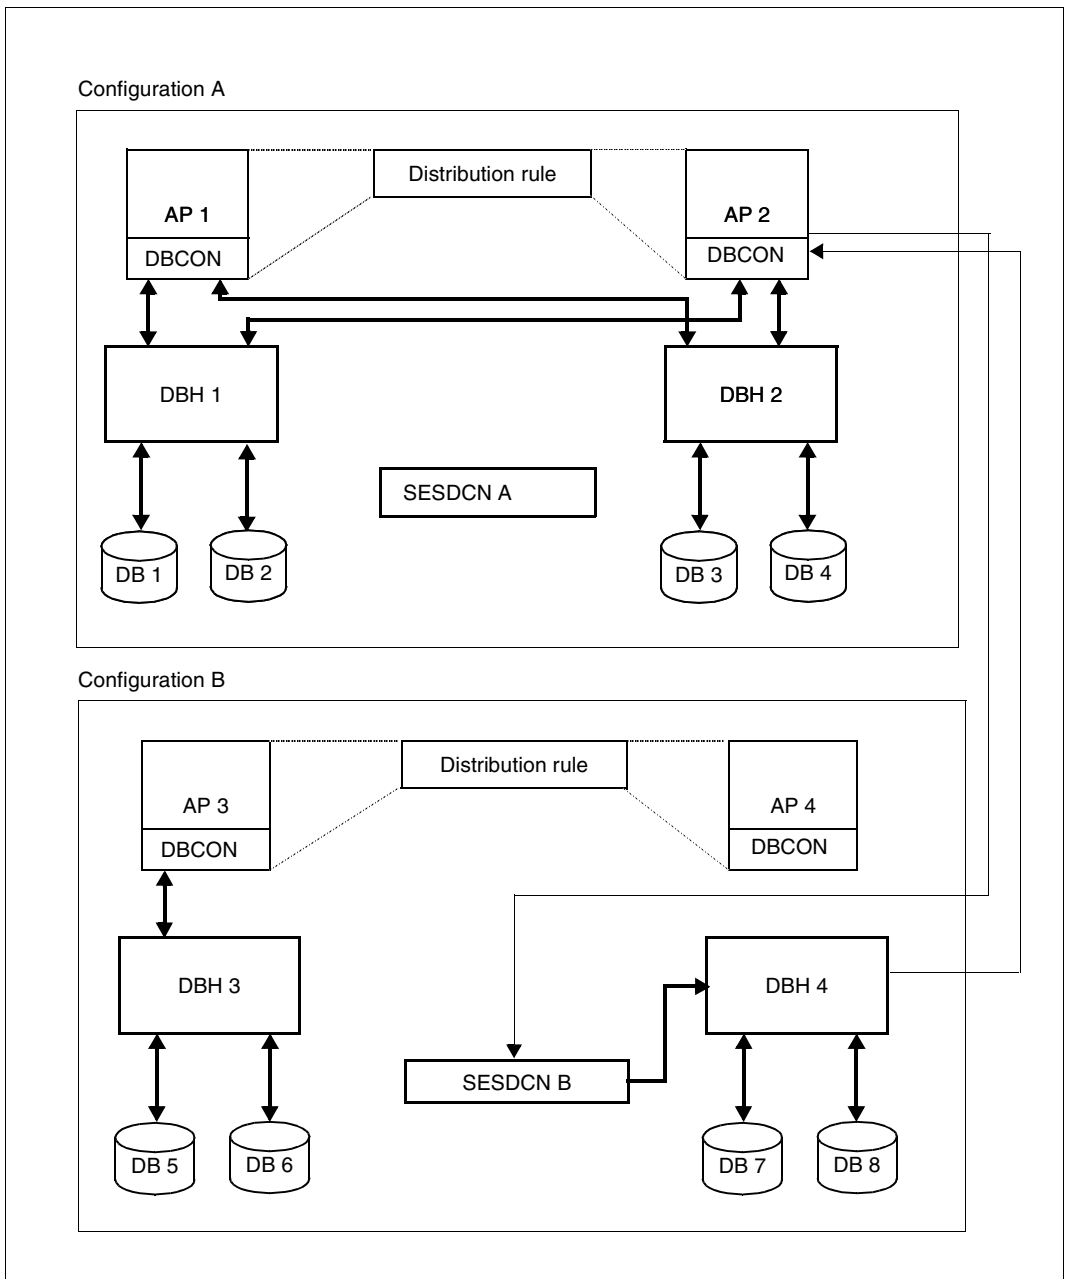 Configuration A
Distribution rule
AP 1
AP 2
DBCON
DBCON
DBH 1
DBH 2
SESDCN A
DB 1
DB 2
DB 3
DB 4
Configuration B
Distribution rule
AP 3
AP 4
DBCON
DBCON
DBH 3
DBH 4
SESDCN B
DB 5
DB 6
DB 7
DB 8